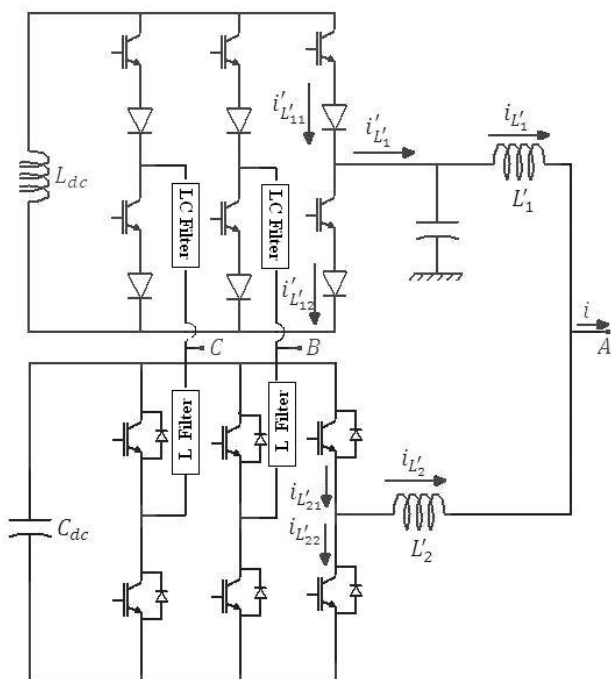 i′L′11
i′L′1
iL′1
Ldc
LC Filter
LC Filter
L′1
i′L′12
i
C
B
A
L Filter
L Filter
iL′2
iL′21
Cdc
iL′22
L′2